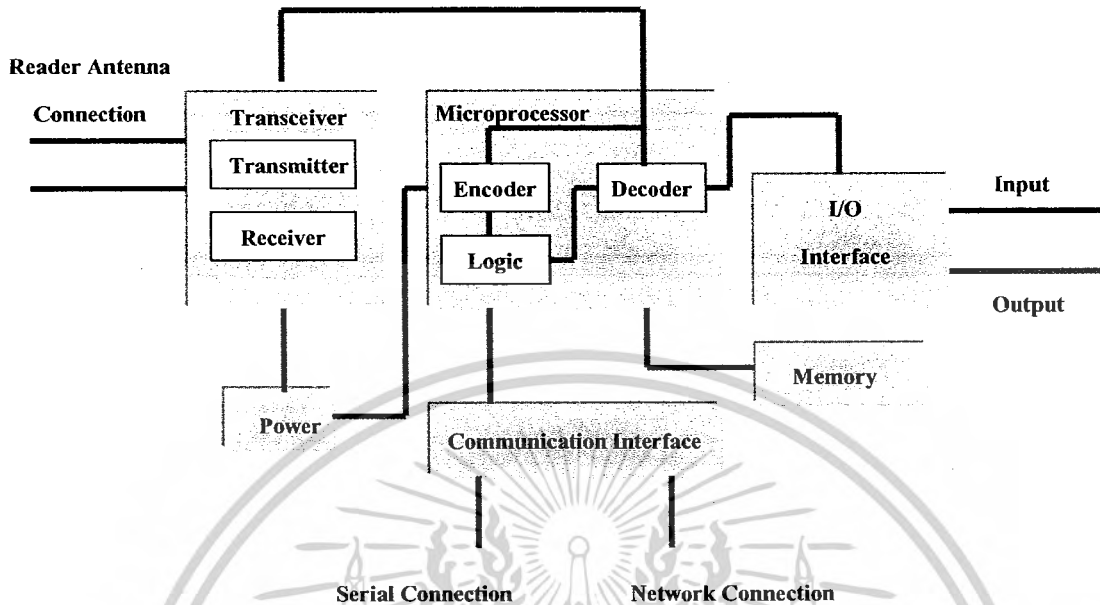 Reader Antenna
Connection
Transceiver
Transmitter
Receiver
Microprocessor
Encoder
Decoder
Logic
I/O
Interface
Input
Output
Power
Communication Interface
Memory
Serial Connection
Network Connection